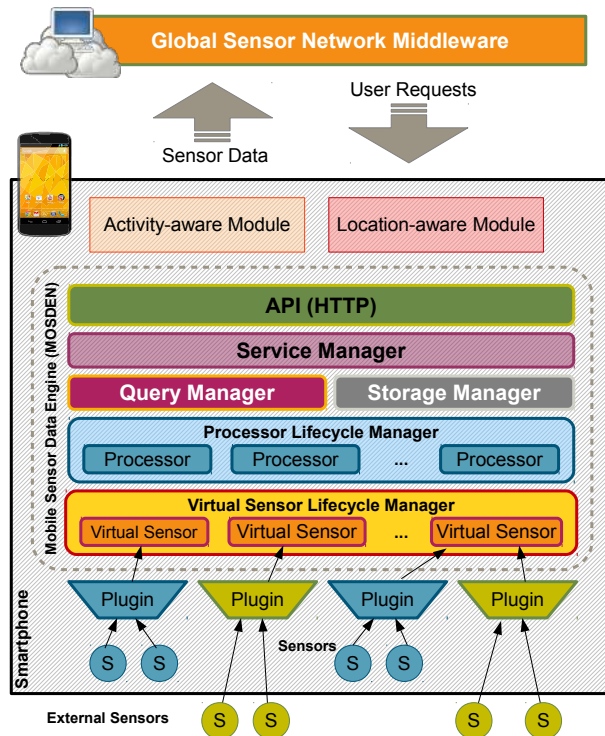 Global Sensor Network Middleware
User Requests
Sensor Data
Activity-aware Module
Location-aware Module
Smartphone
Mobile Sensor Data Engine (MOSDEN)
API (HTTP)
Service Manager
Query Manager
Storage Manager
Processor Lifecycle Manager
Processor Processor ... Processor
Virtual Sensor Lifecycle Manager
Virtual Sensor Virtual Sensor ... Virtual Sensor
Plugin Plugin Plugin Plugin
Sensors
S S S S
External Sensors
S S S S